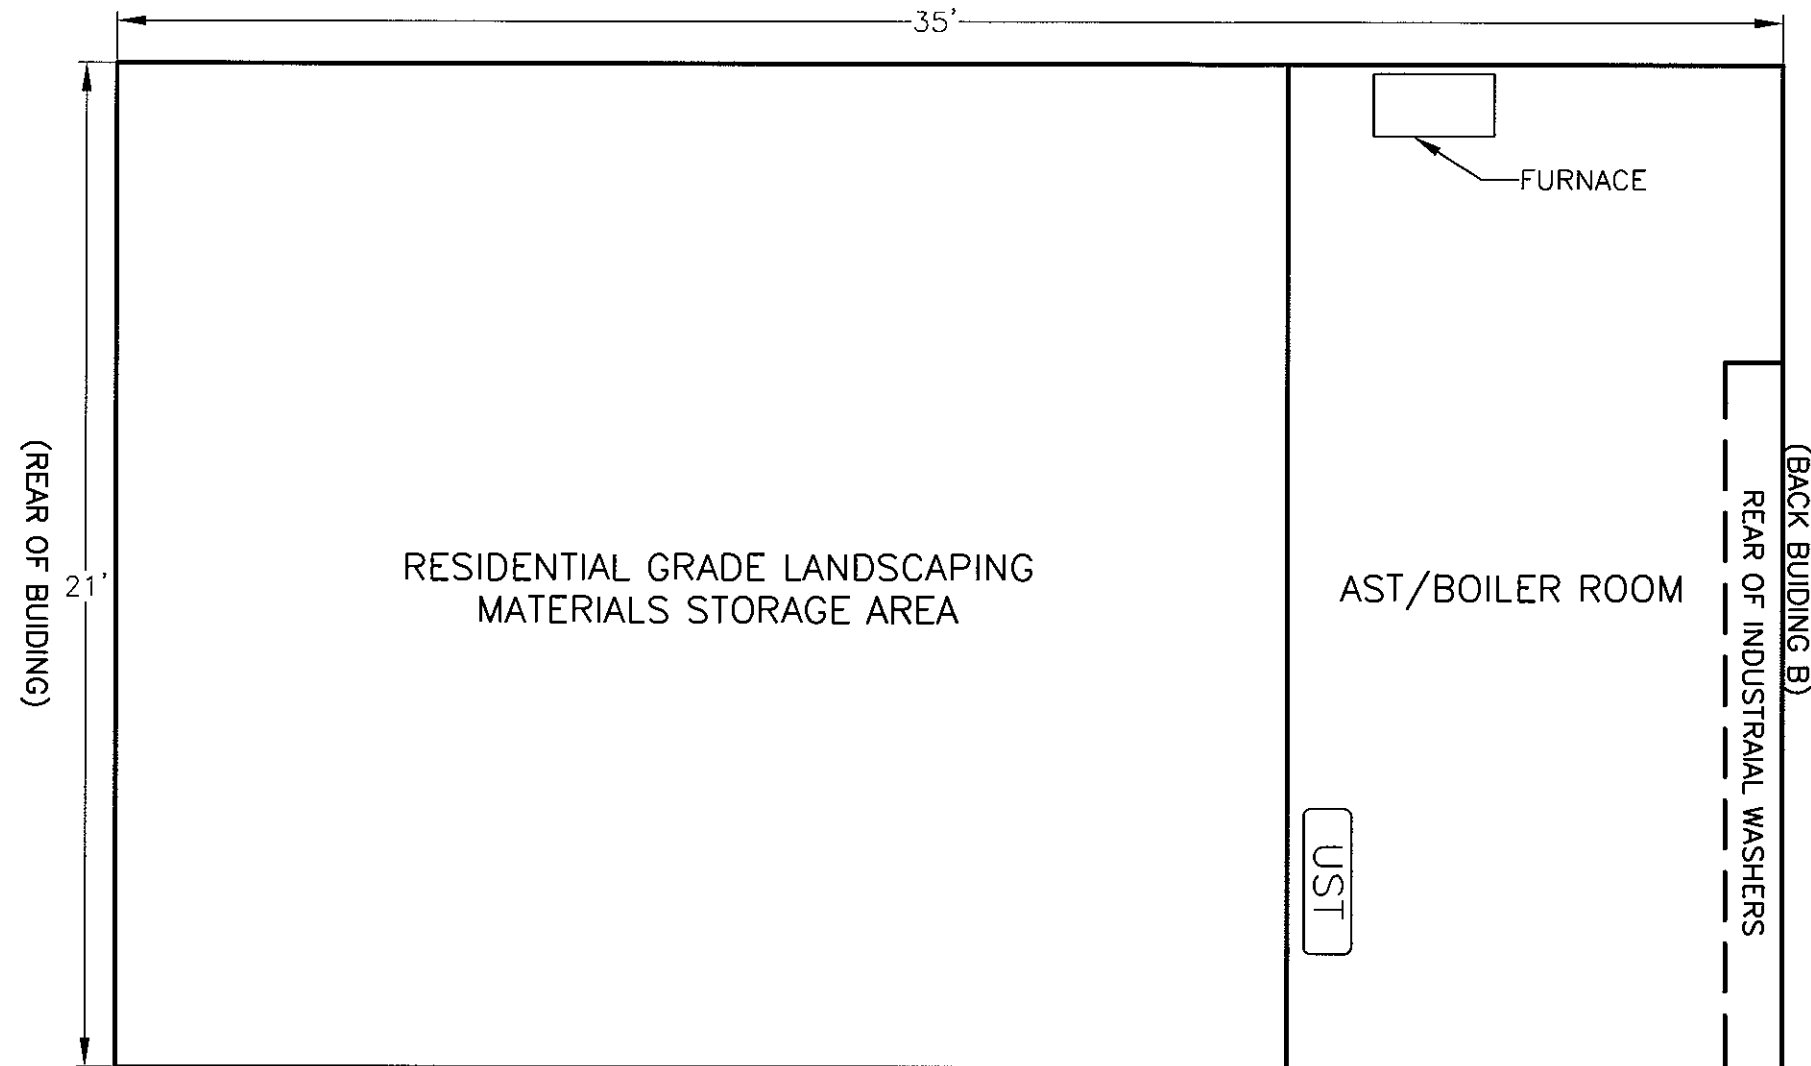 35'
FURNACE
(REAR OF BUIDING)
21'
RESIDENTIAL GRADE LANDSCAPING
MATERIALS STORAGE AREA
AST/BOILER ROOM
REAR OF INDUSTRAIAL WASHERS
(BACK BUIDING B)
UST